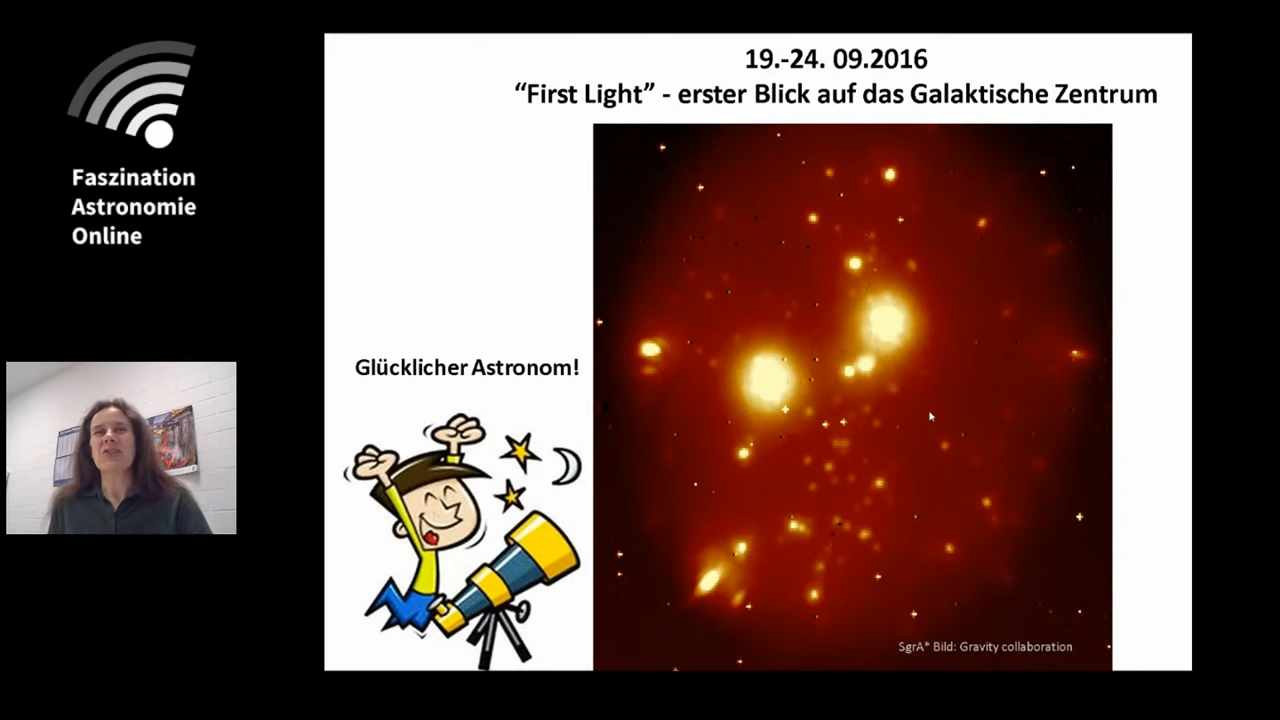 Faszination
Astronomie
Online
19.-24. 09.2016
“First Light” - erster Blick auf das Galaktische Zentrum
Glücklicher Astronom!
SgrA* Bild: Gravity collaboration